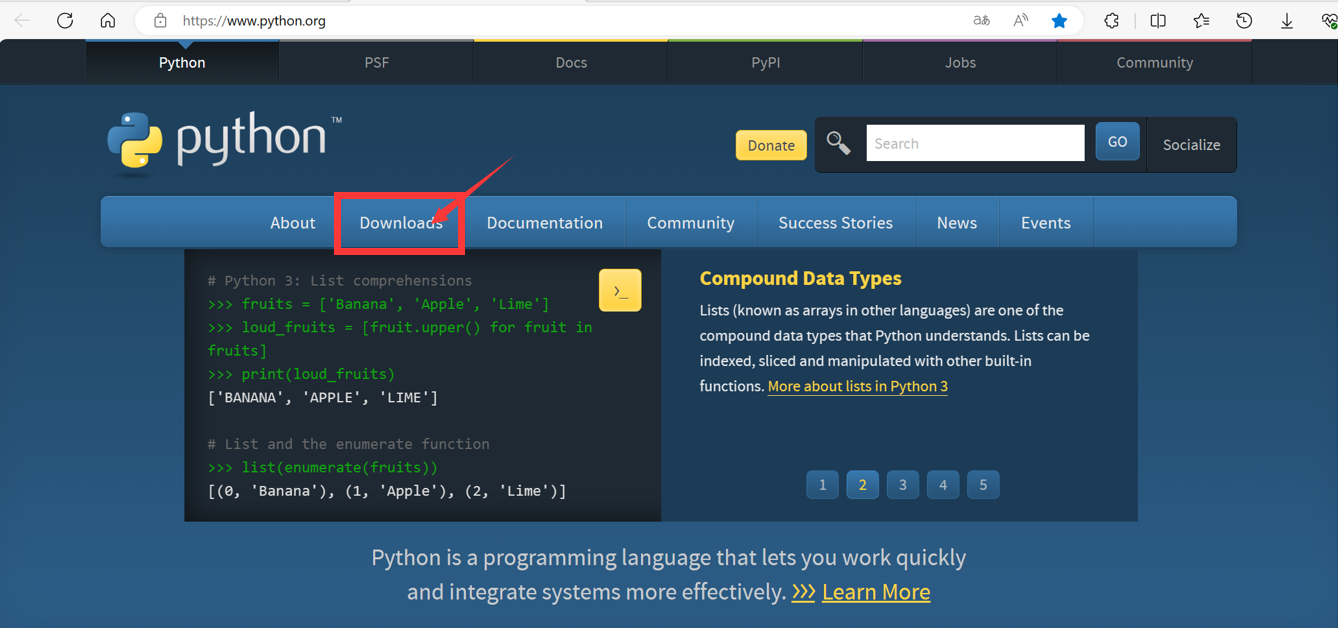 https://www.python.org
Python PSF Docs PyPI Jobs Community
python™
Donate Search GO Socialize
About Downloads Documentation Community Success Stories News Events
# Python 3: List comprehensions
>>> fruits = ['Banana', 'Apple', 'Lime']
>>> loud_fruits = [fruit.upper() for fruit in
fruits]
>>> print(loud_fruits)
['BANANA', 'APPLE', 'LIME']
# List and the enumerate function
>>> list(enumerate(fruits))
[(0, 'Banana'), (1, 'Apple'), (2, 'Lime')]
>_
Compound Data Types
Lists (known as arrays in other languages) are one of the
compound data types that Python understands. Lists can be
indexed, sliced and manipulated with other built-in
functions. More about lists in Python 3
1 2 3 4 5
Python is a programming language that lets you work quickly
and integrate systems more effectively. >>> Learn More